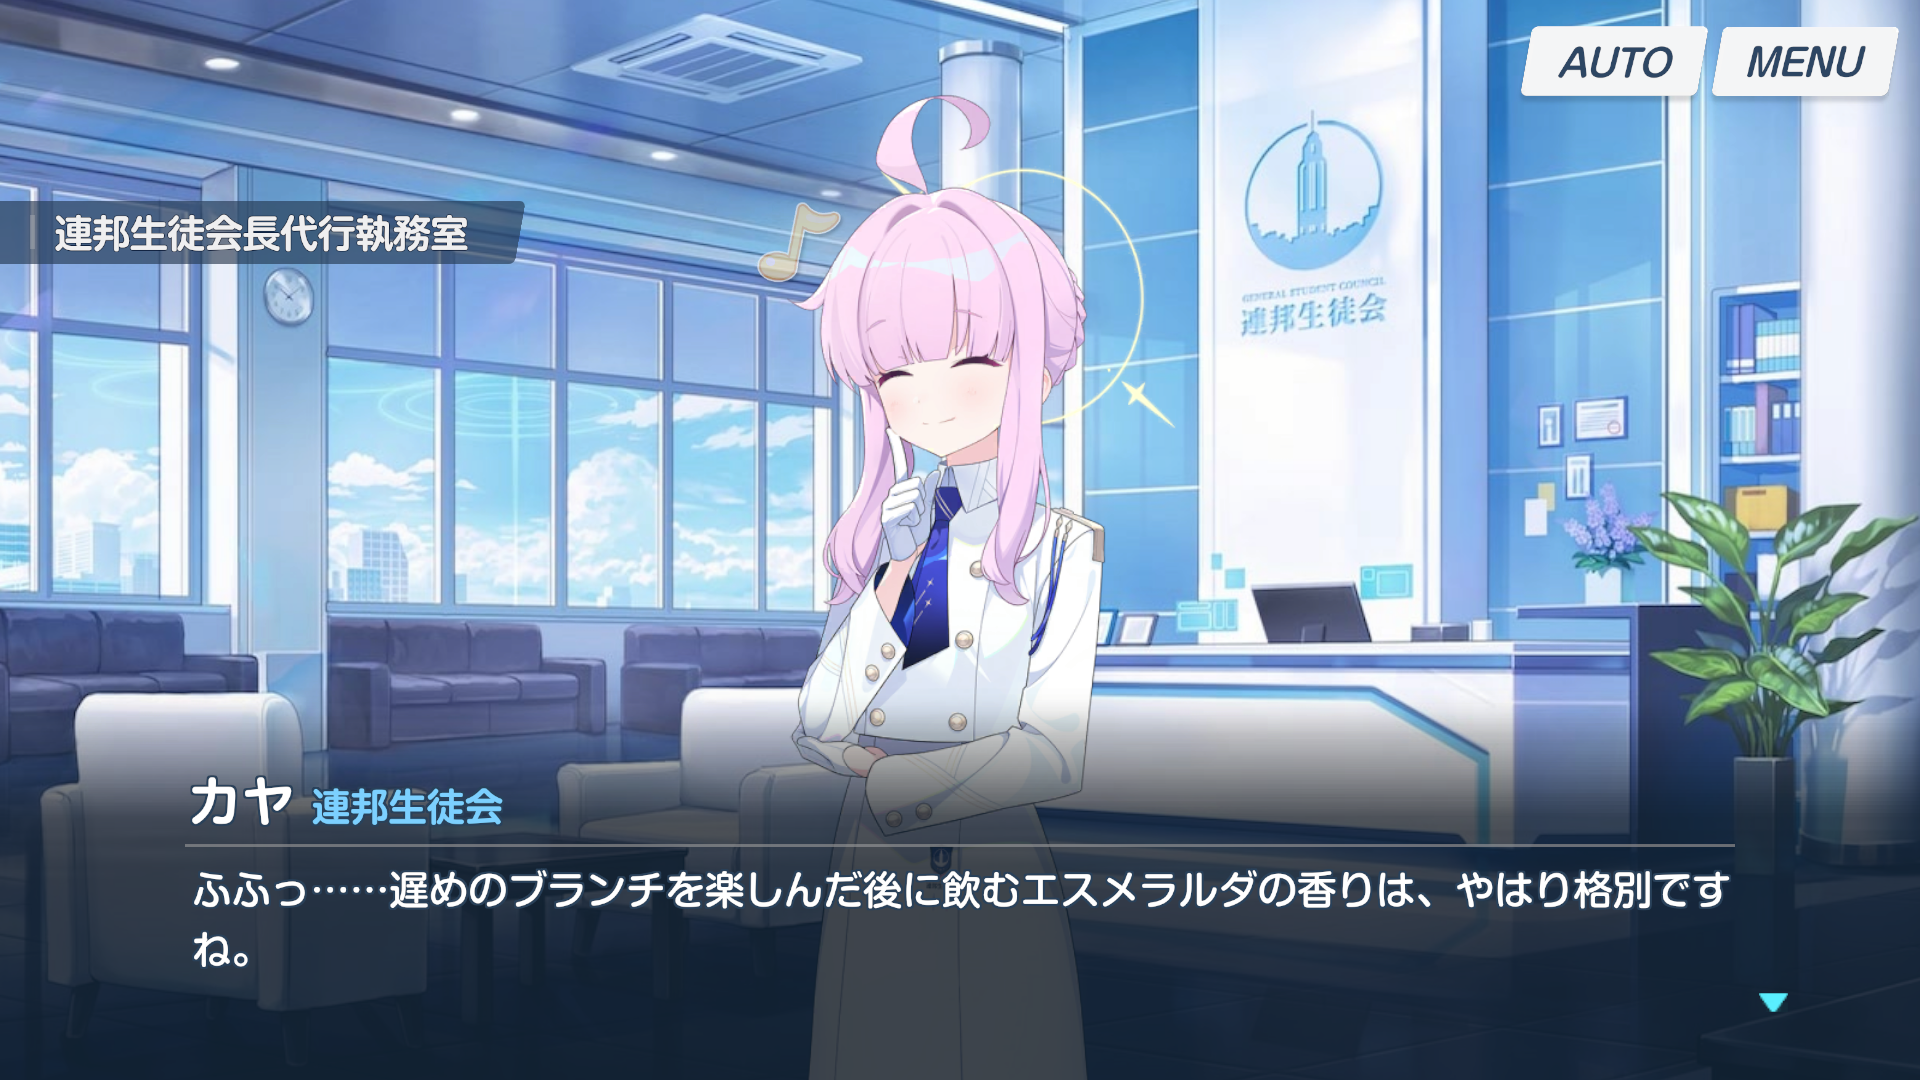 AUTO
MENU
連邦生徒会長代行執務室
GENERAL STUDENT COUNCIL
連邦生徒会
カヤ 連邦生徒会
ふふっ……遅めのブランチを楽しんだ後に飲むエスメラルダの香りは、やはり格別です
ね。